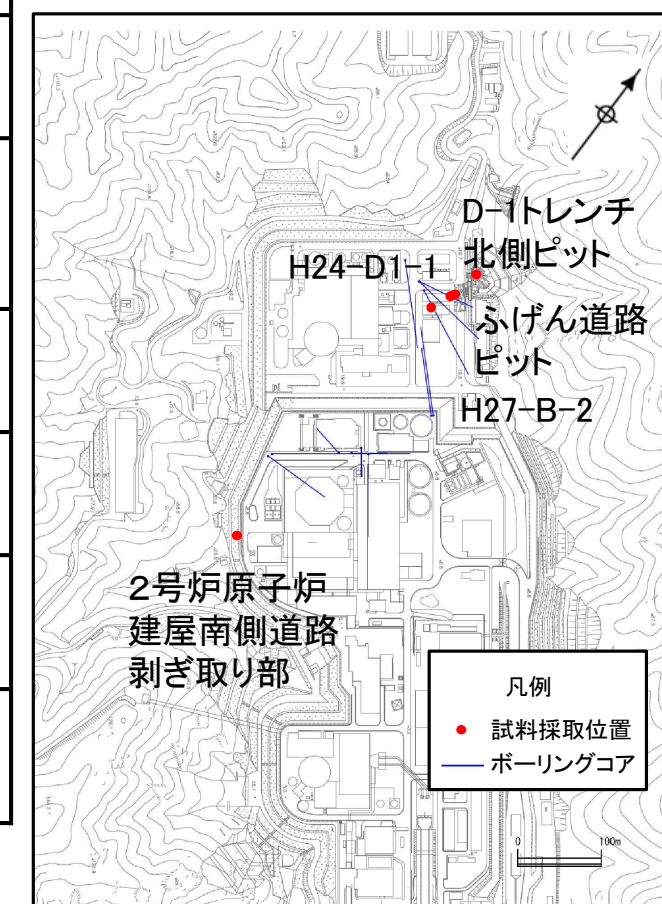 D-1トレンチ
北側ピット
H24-D1-1
ふげん道路
ピット
H27-B-2
2号炉原子炉
建屋南側道路
剥ぎ取り部
凡例
試料採取位置
ボーリングコア
0 100m